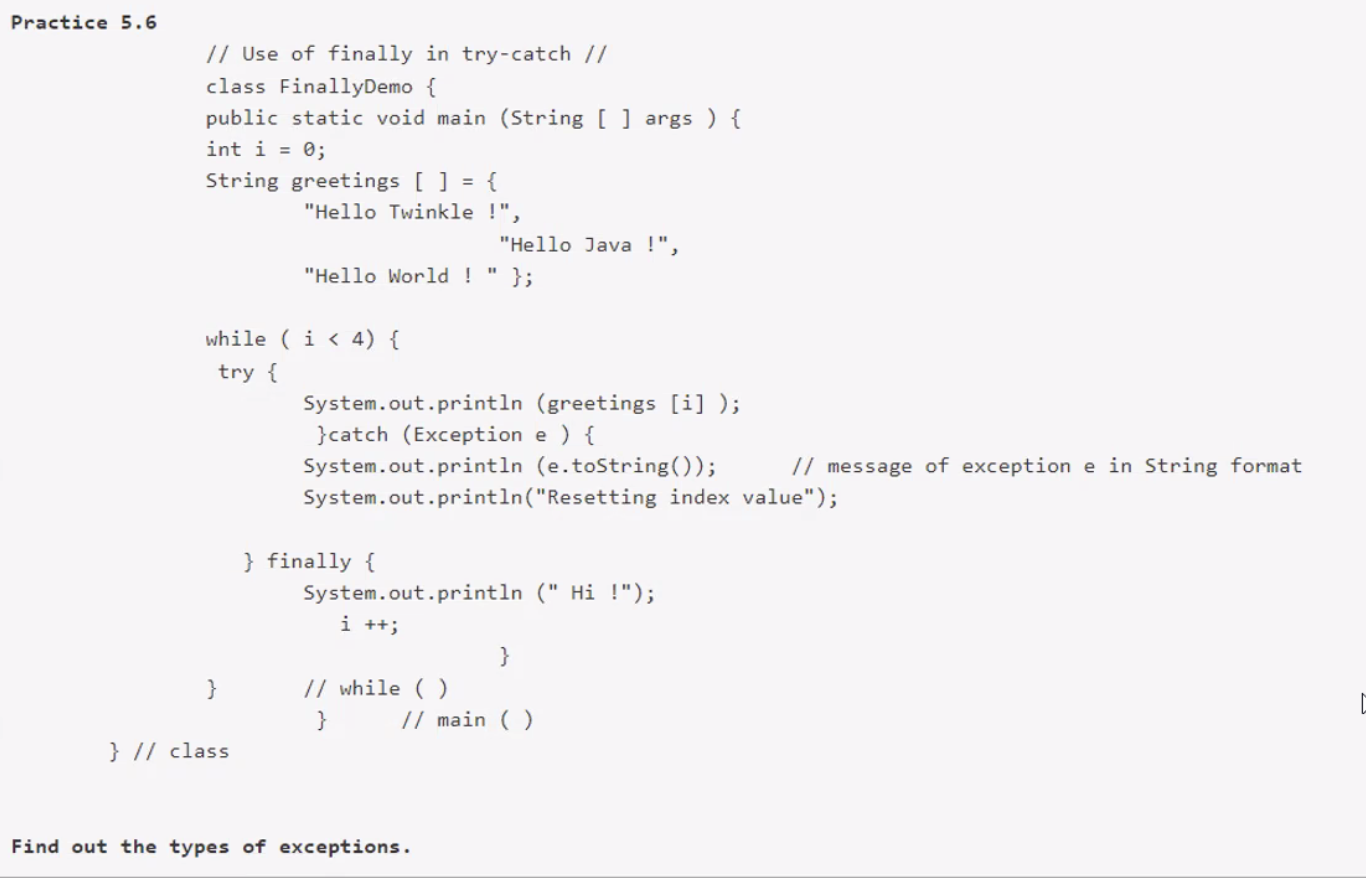 Practice 5.6
// Use of finally in try-catch //
class FinallyDemo {
public static void main (String [ ] args ) {
int i = 0;
String greetings [ ] = {
"Hello Twinkle !",
"Hello Java !",
"Hello World ! " };
while ( i < 4) {
try {
System.out.println (greetings [i] );
}catch (Exception e ) {
System.out.println (e.toString()); // message of exception e in String format
System.out.println("Resetting index value");
} finally {
System.out.println (" Hi !");
i ++;
}
} // while ( )
} // main ( )
} // class
Find out the types of exceptions.